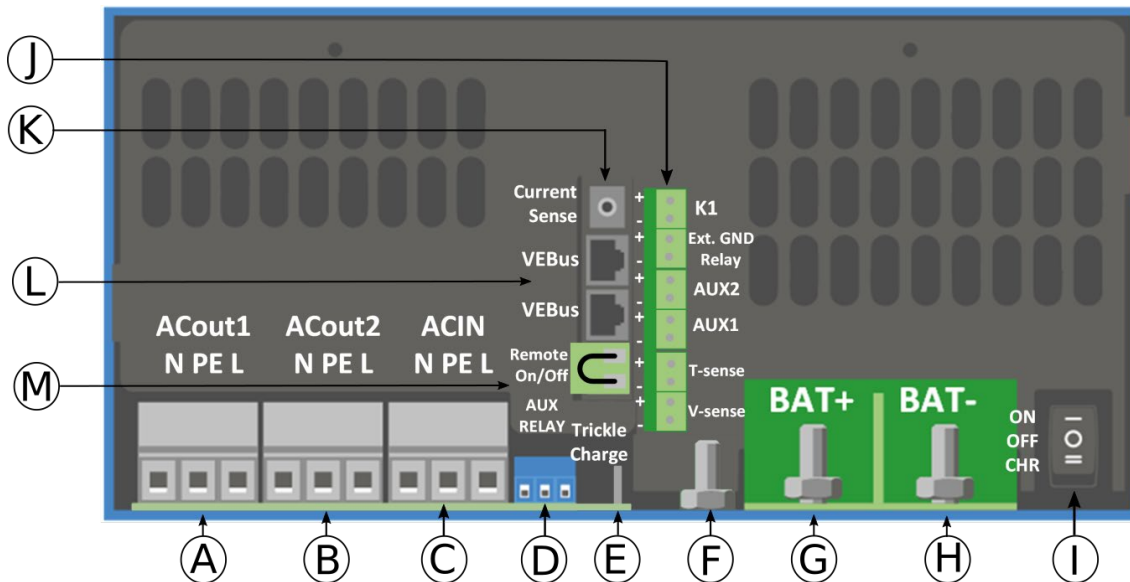 J
K
Current
Sense
+
-
K1
+
-
Ext. GND
Relay
L
VEBus
+
-
AUX2
VEBus
+
-
AUX1
ACout1
N PE L
ACout2
N PE L
ACIN
N PE L
M
Remote
On/Off
+
-
T-sense
AUX
RELAY
+
-
V-sense
Trickle
Charge
BAT+
BAT-
ON
OFF
CHR
A
B
C
D
E
F
G
H
I